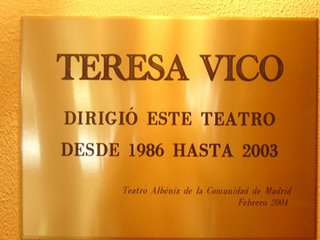 TERESA VICO
DIRIGIÓ ESTE TEATRO
DESDE 1986 HASTA 2003
Teatro Albéniz de la Comunidad de Madrid
Febrero 2004